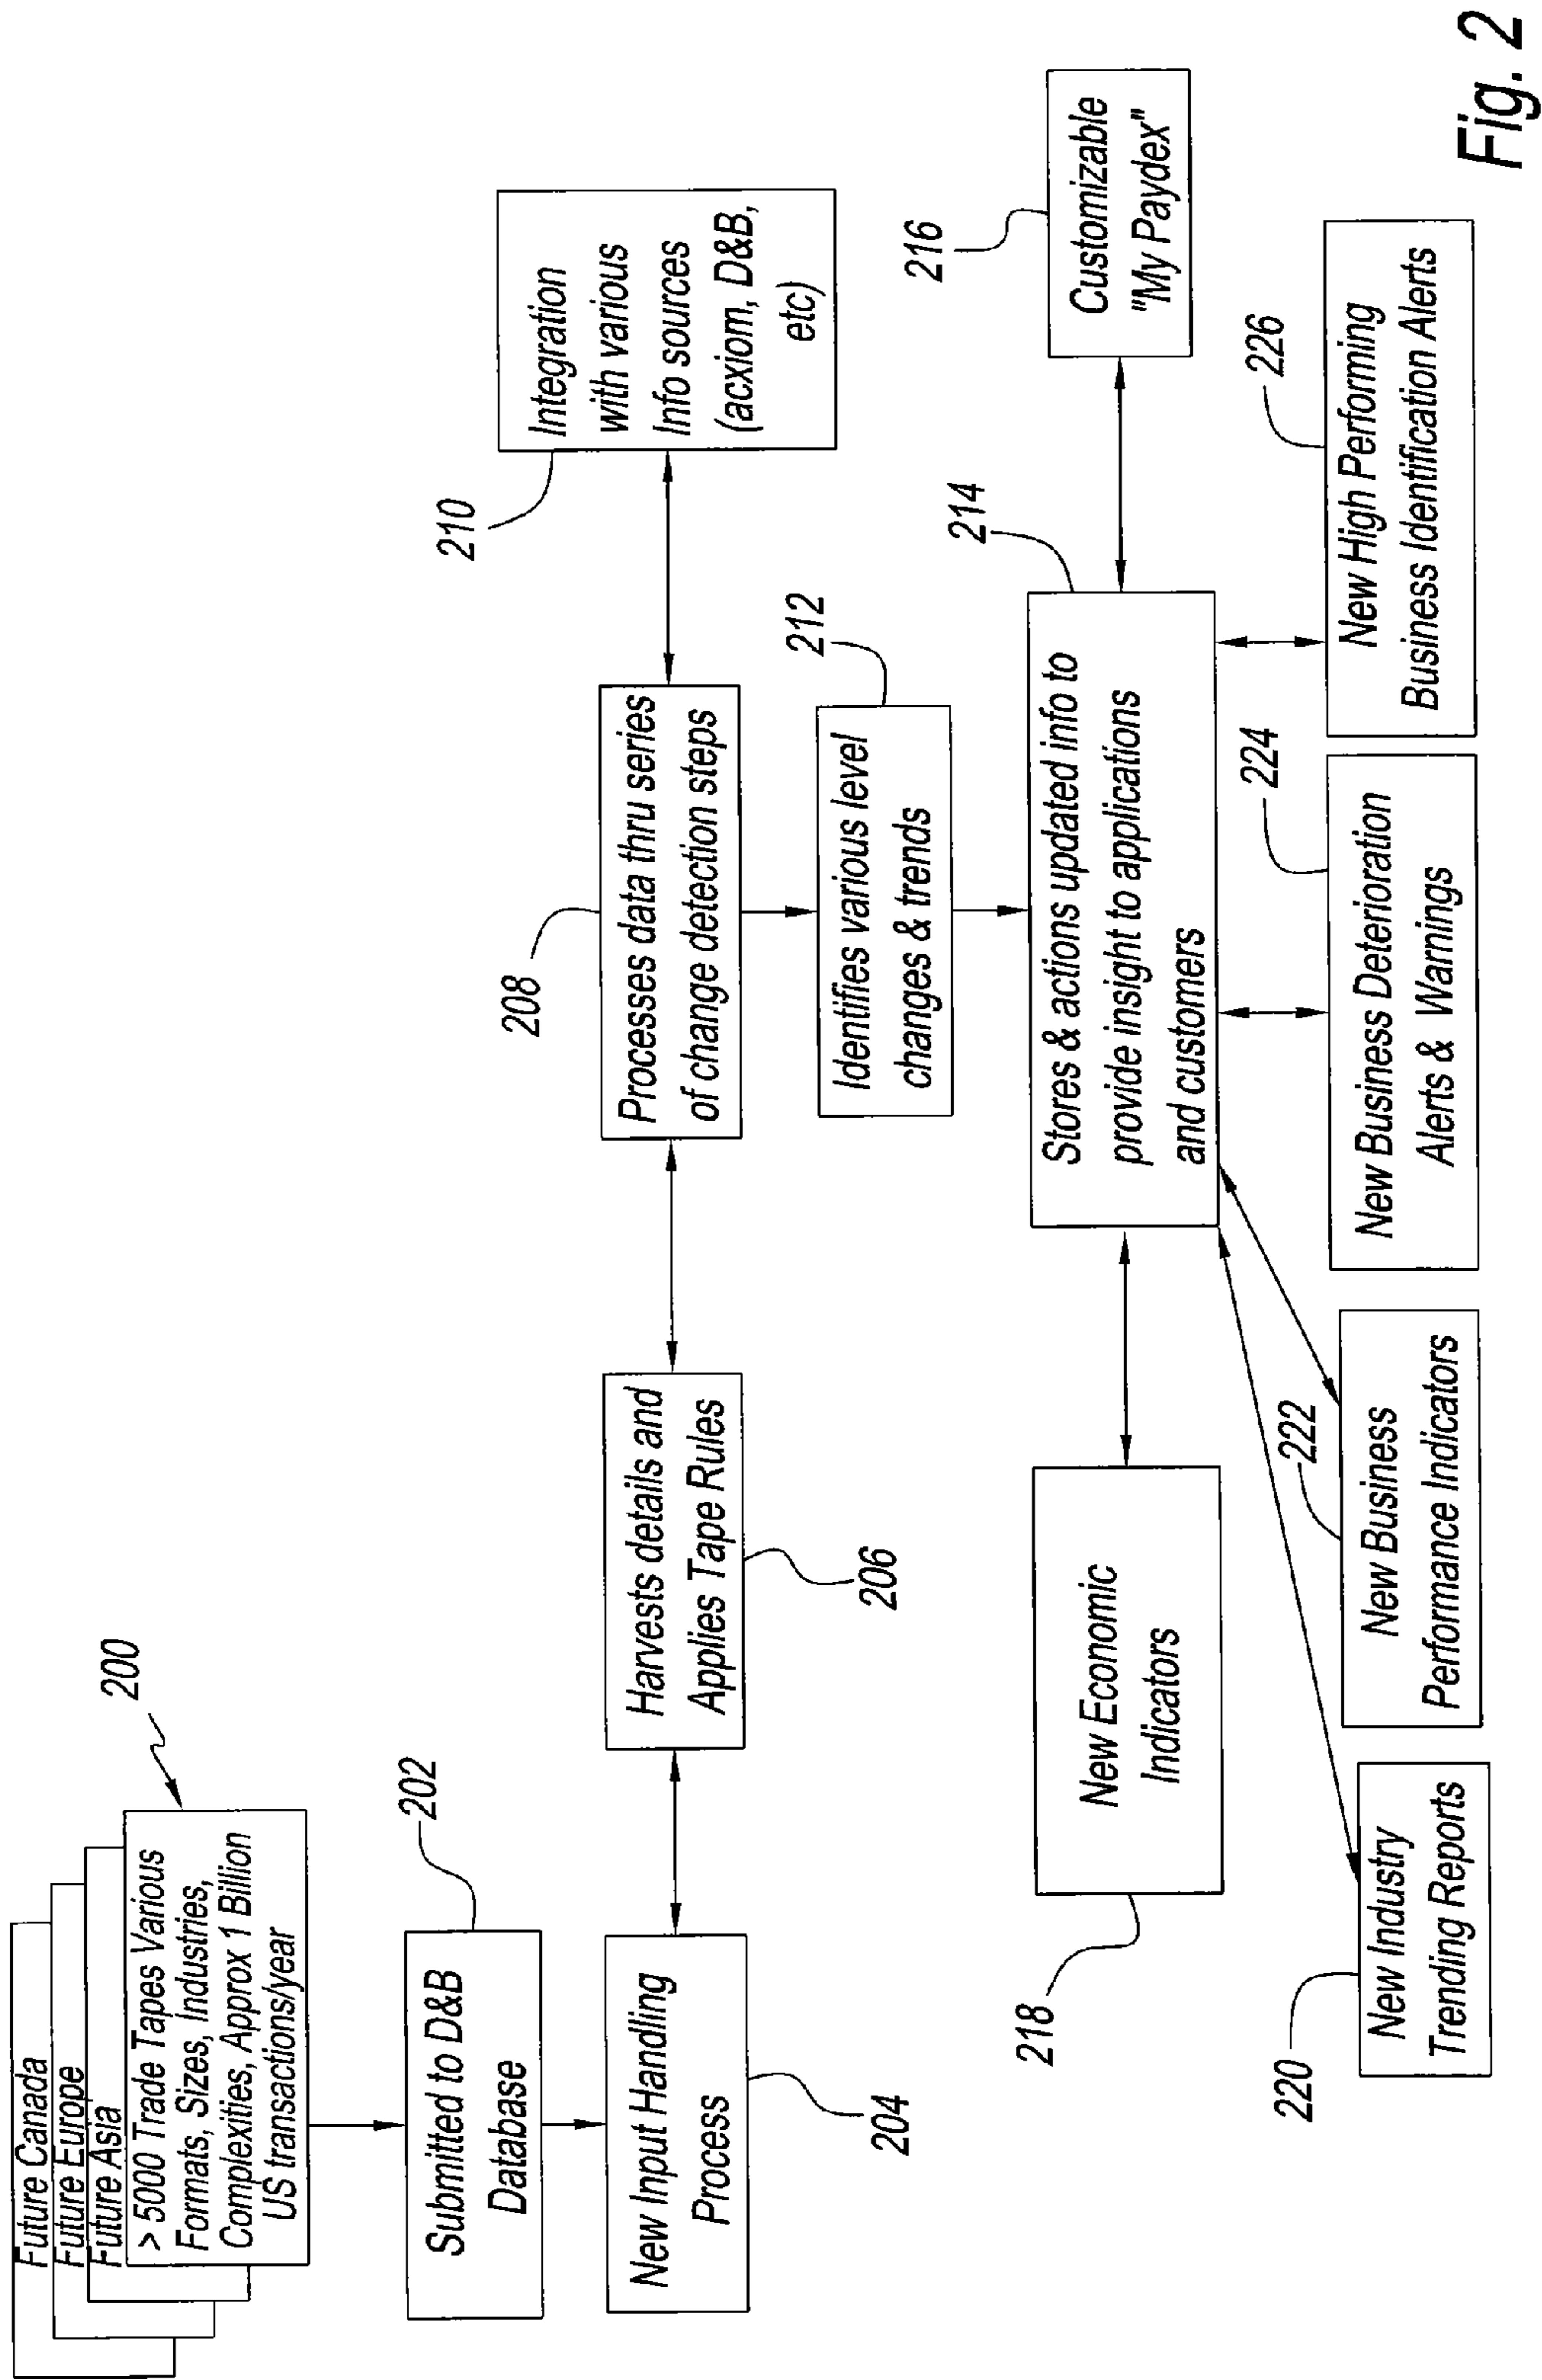 Future Canada
Future Europe
Future Asia
> 5000 Trade Tapes Various
Formats, Sizes, Industries,
Complexities, Approx 1 Billion
US transactions/year
200
Submitted to D&B
Database
202
New Input Handling
Process
204
Harvests details and
Applies Tape Rules
206
Processes data thru series
of change detection steps
208
Integration
with various
Info sources
(acxiom, D&B,
etc)
210
Identifies various level
changes & trends
212
Stores & actions updated info to
provide insight to applications
and customers
214
Customizable
"My Paydex"
216
New Economic
Indicators
218
New Industry
Trending Reports
220
New Business
Performance Indicators
222
New Business Deterioration
Alerts & Warnings
224
New High Performing
Business Identification Alerts
226
Fig. 2